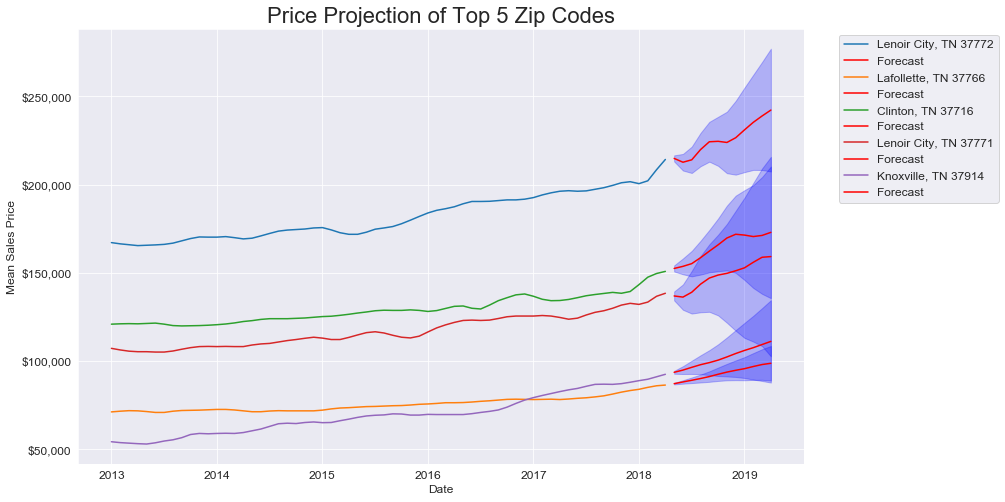 Price Projection of Top 5 Zip Codes
Mean Sales Price
$250,000
$200,000
$150,000
$100,000
$50,000
2013 2014 2015 2016 2017 2018 2019
Date
Lenoir City, TN 37772
Forecast
Lafollette, TN 37766
Forecast
Clinton, TN 37716
Forecast
Lenoir City, TN 37771
Forecast
Knoxville, TN 37914
Forecast